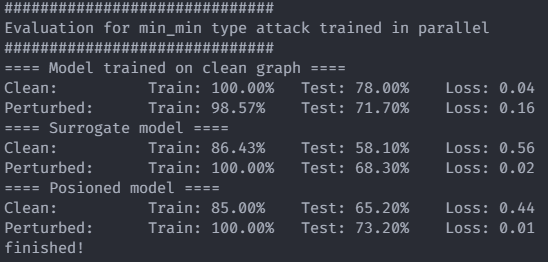 ##############################
Evaluation for min_min type attack trained in parallel
##############################
==== Model trained on clean graph ====
Clean:          Train: 100.00%   Test: 78.00%    Loss: 0.04
Perturbed:      Train: 98.57%    Test: 71.70%    Loss: 0.16
==== Surrogate model ====
Clean:          Train: 86.43%    Test: 58.10%    Loss: 0.56
Perturbed:      Train: 100.00%   Test: 68.30%    Loss: 0.02
==== Posioned model ====
Clean:          Train: 85.00%    Test: 65.20%    Loss: 0.44
Perturbed:      Train: 100.00%   Test: 73.20%    Loss: 0.01
finished!